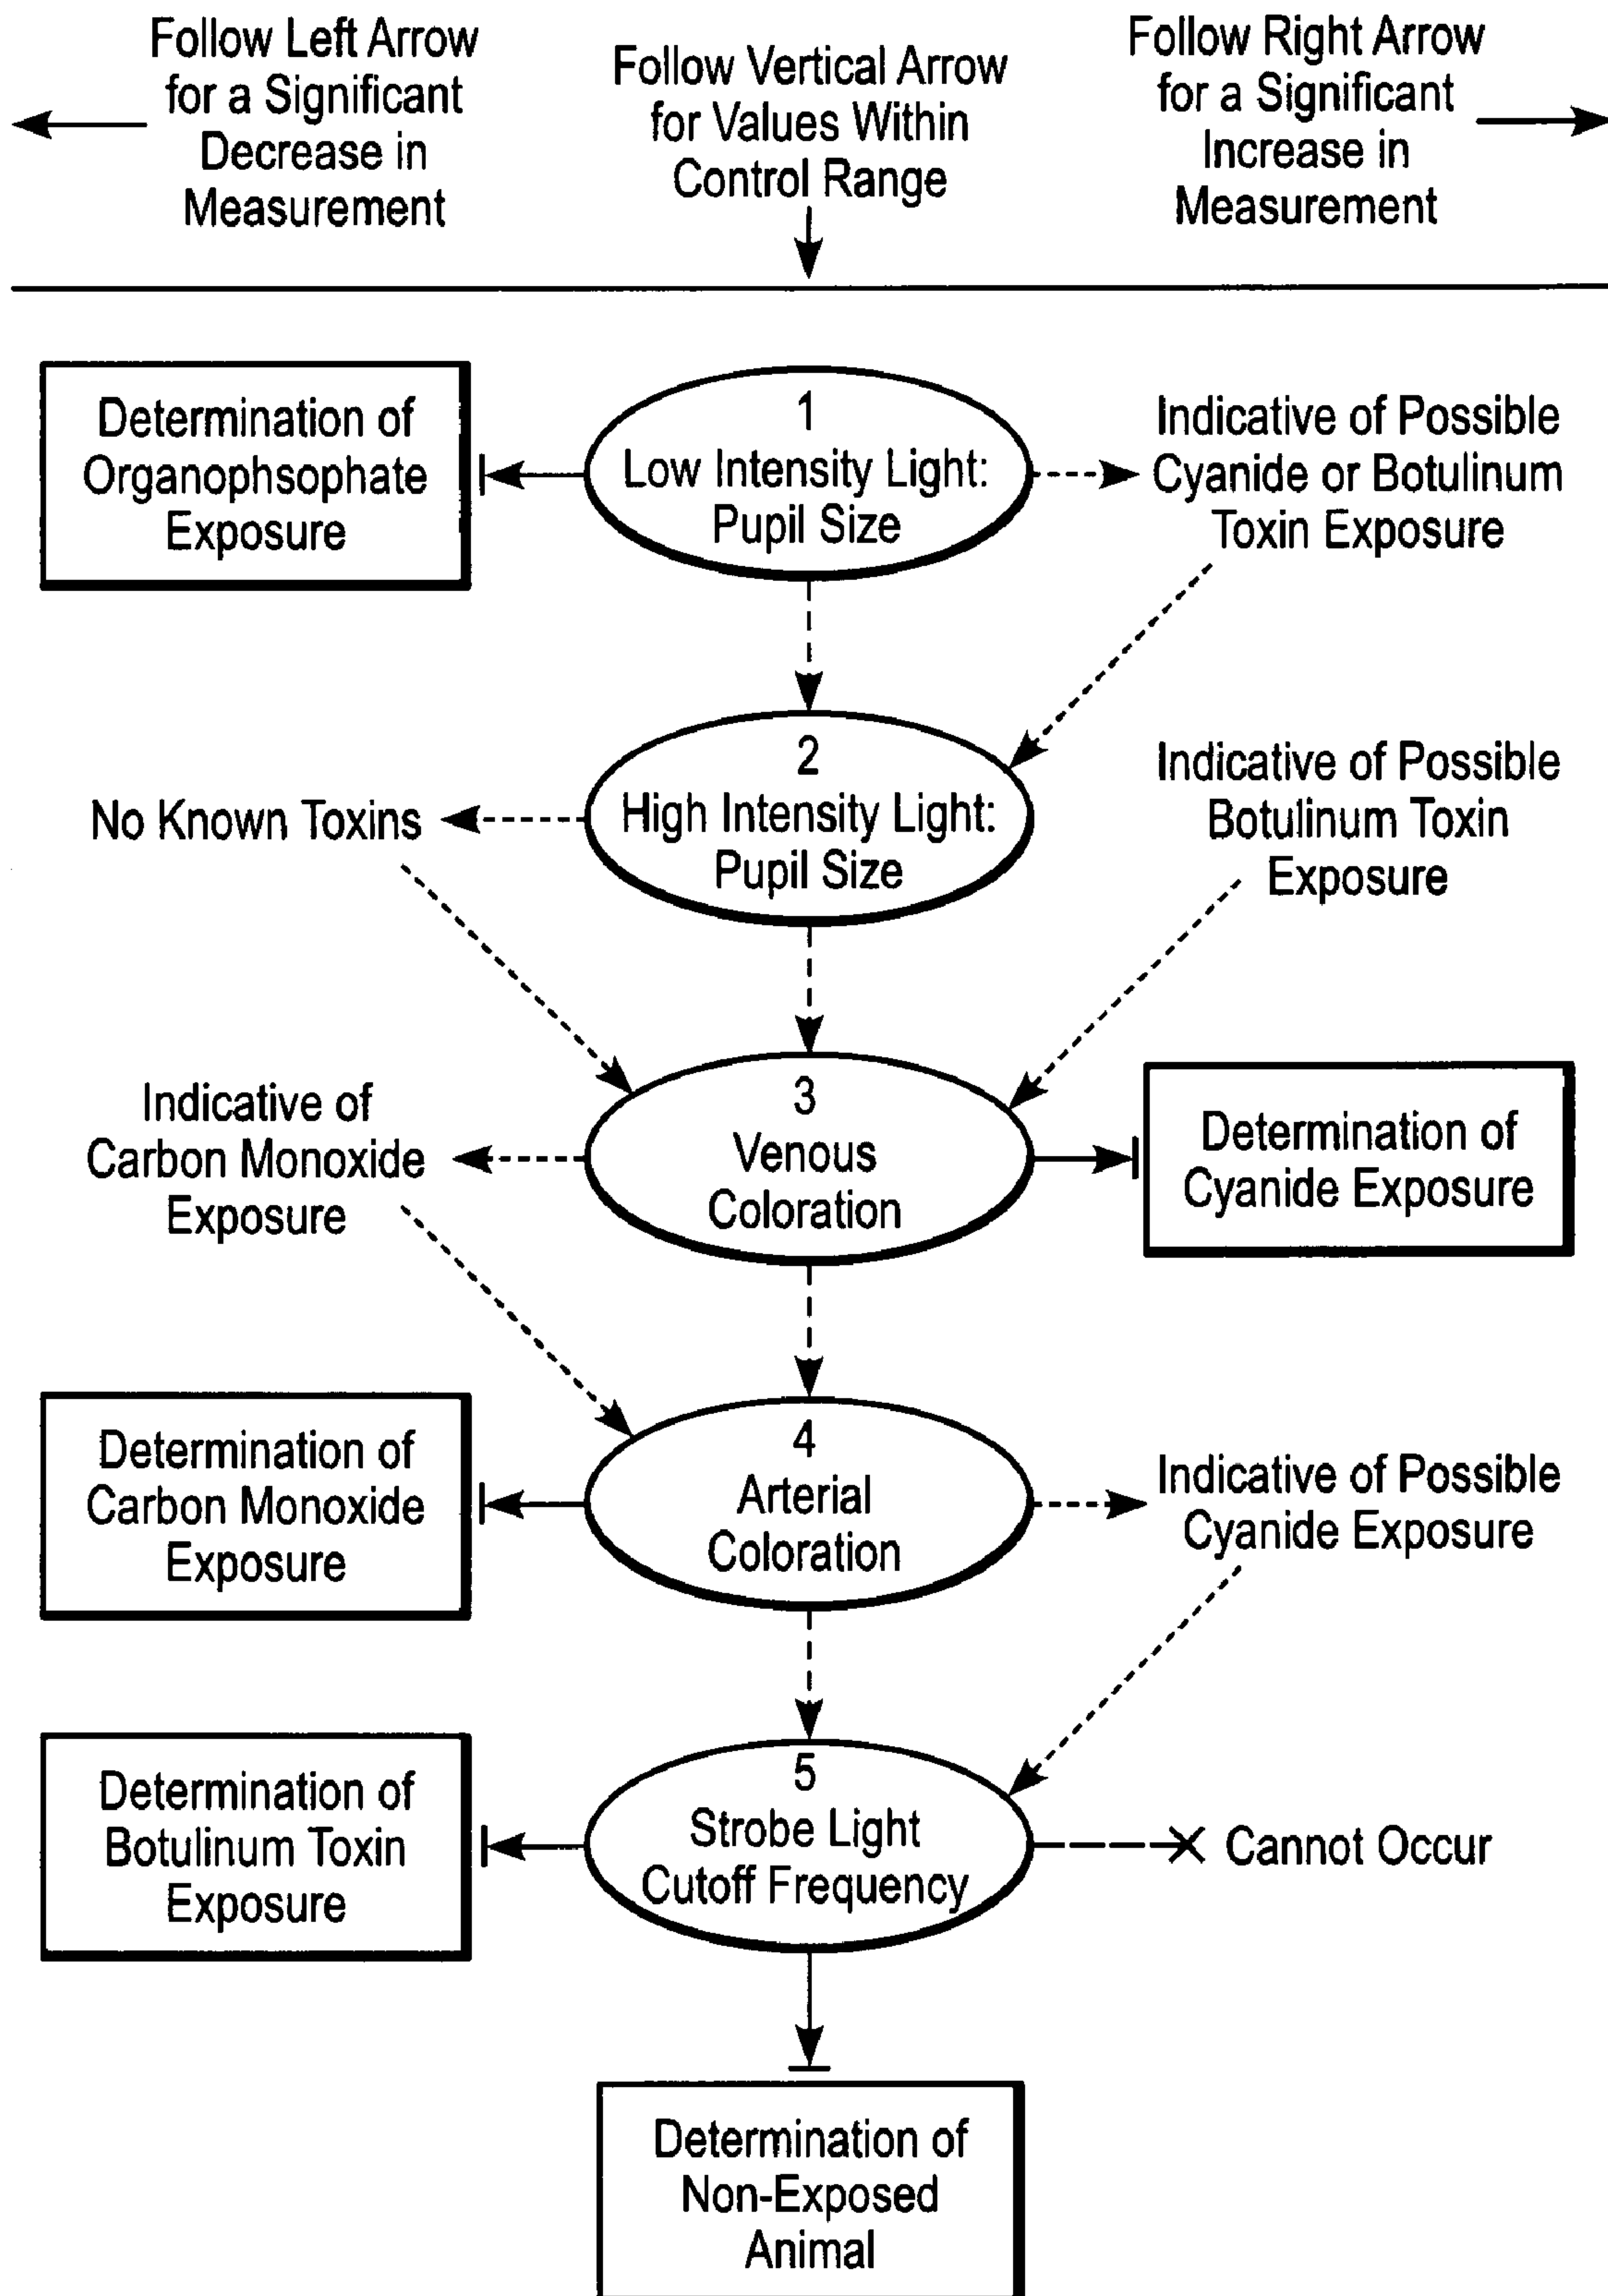 Follow Left Arrow
for a Significant
Decrease in
Measurement
Follow Vertical Arrow
for Values Within
Control Range
Follow Right Arrow
for a Significant
Increase in
Measurement
Determination of
Organophsophate
Exposure
1
Low Intensity Light:
Pupil Size
Indicative of Possible
Cyanide or Botulinum
Toxin Exposure
No Known Toxins
2
High Intensity Light:
Pupil Size
Indicative of Possible
Botulinum Toxin
Exposure
Indicative of
Carbon Monoxide
Exposure
3
Venous
Coloration
Determination of
Cyanide Exposure
Determination of
Carbon Monoxide
Exposure
4
Arterial
Coloration
Indicative of Possible
Cyanide Exposure
Determination of
Botulinum Toxin
Exposure
5
Strobe Light
Cutoff Frequency
Cannot Occur
Determination of
Non-Exposed
Animal